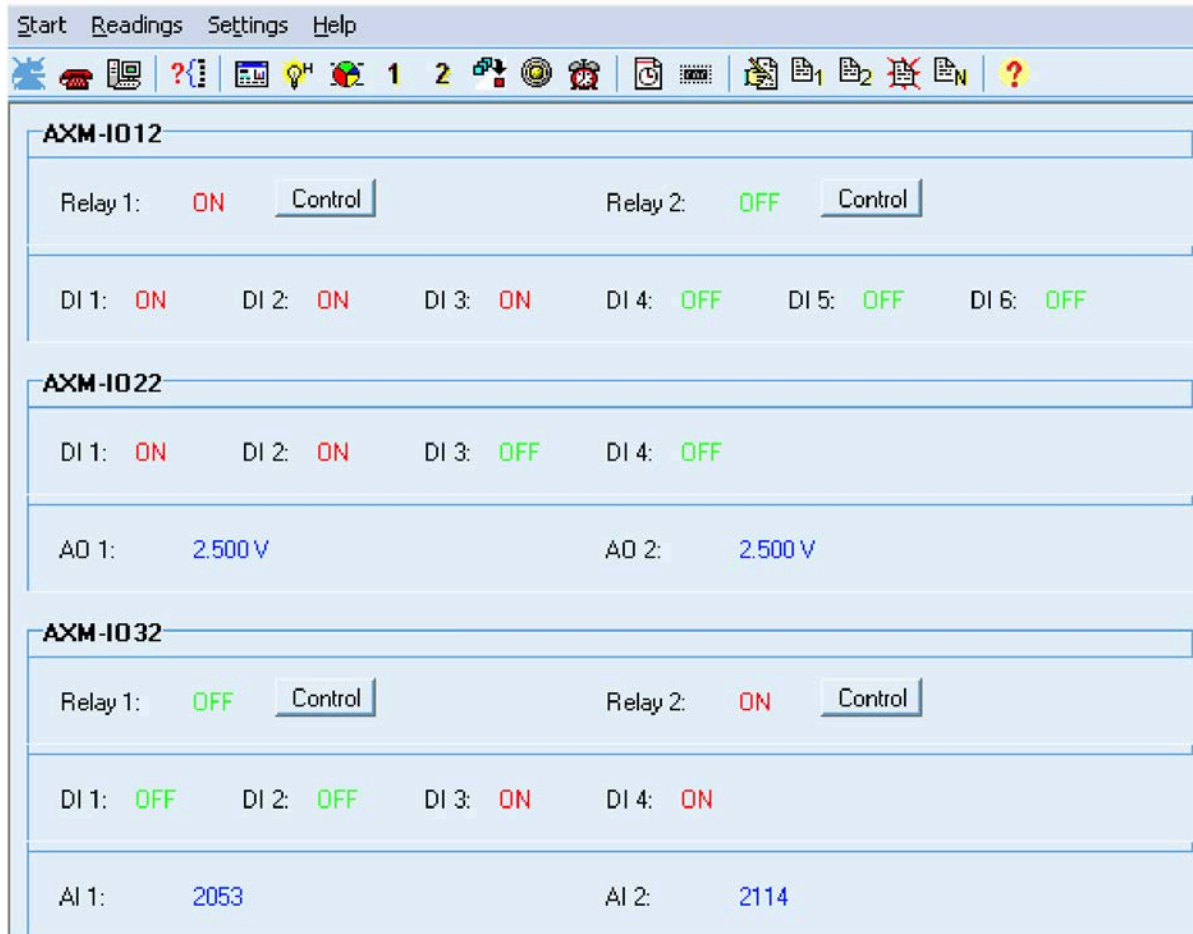 Start Readings Settings Help
?{ H 1 2 1 2 N ?
AXM-IO12
Relay 1: ON Control Relay 2: OFF Control
DI 1: ON DI 2: ON DI 3: ON DI 4: OFF DI 5: OFF DI 6: OFF
AXM-IO22
DI 1: ON DI 2: ON DI 3: OFF DI 4: OFF
AO 1: 2.500 V AO 2: 2.500 V
AXM-IO32
Relay 1: OFF Control Relay 2: ON Control
DI 1: OFF DI 2: OFF DI 3: ON DI 4: ON
AI 1: 2053 AI 2: 2114